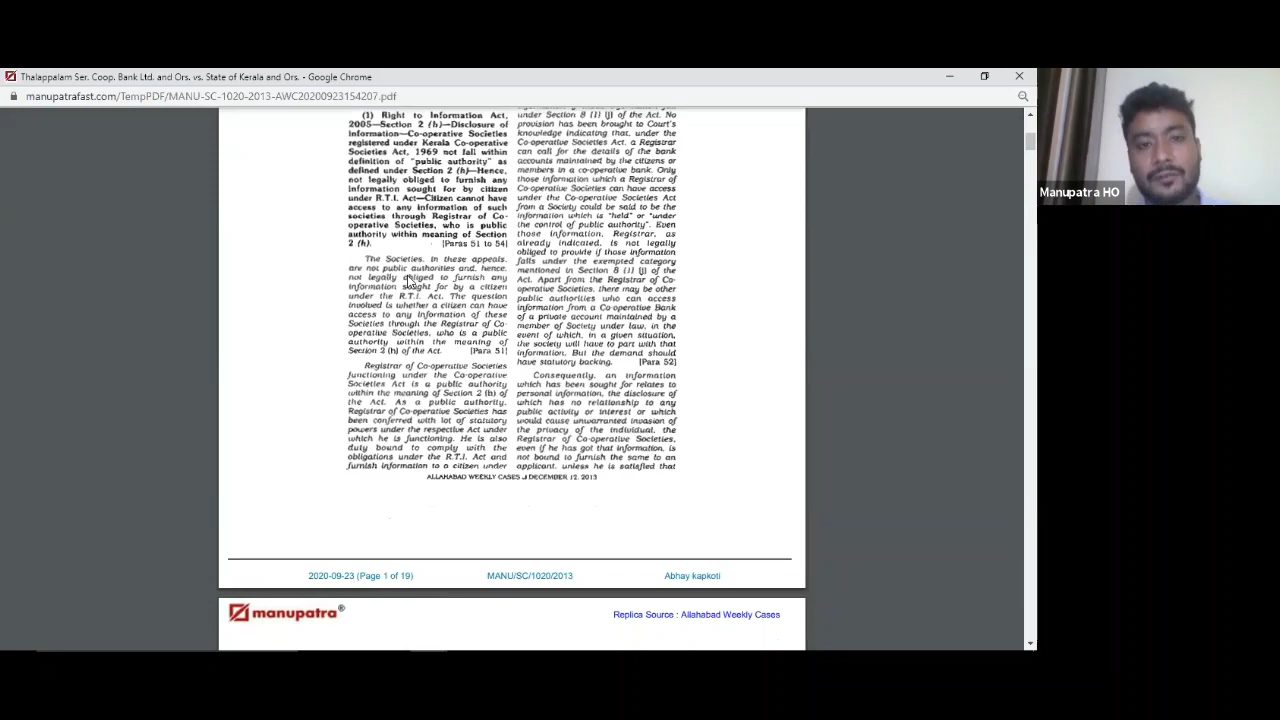 Thalappalam Ser. Coop. Bank Ltd. and Ors. vs. State of Kerala and Ors. - Google Chrome
manupatrafast.com/TempPDF/MANU-SC-1020-2013-AWC20200923154207.pdf
Manupatra HO
(1) Right to Information Act,
2005—Section 2 (h)—Disclosure of
Information—Co-operative Societies
registered under Kerala Co-operative
Societies Act, 1969 not fall within
definition of "public authority" as
defined under Section 2 (h)—Hence,
not legally obliged to furnish any
information sought for by citizen
under R.T.I. Act—Citizen cannot have
access to any information of such
societies through Registrar of Co-
operative Societies, who is public
authority within meaning of Section
2 (h). [Paras 51 to 54]
The Societies, in these appeals,
are not public authorities and, hence,
not legally obliged to furnish any
information sought for by a citizen
under the R.T.I. Act. The question
involved is whether a citizen can have
access to any information of these
Societies through the Registrar of Co-
operative Societies, who is a public
authority within the meaning of
Section 2 (h) of the Act. [Para 51]
Registrar of Co-operative Societies
functioning under the Co-operative
Societies Act is a public authority
within the meaning of Section 2 (h) of
the Act. As a public authority,
Registrar of Co-operative Societies has
been conferred with lot of statutory
powers under the respective Act under
which he is functioning. He is also
duty bound to comply with the
obligations under the R.T.I. Act and
furnish information to a citizen under
under Section 8 (1) (j) of the Act. No
provision has been brought to Court's
knowledge indicating that, under the
Co-operative Societies Act, a Registrar
can call for the details of the bank
accounts maintained by the citizens or
members in a co-operative bank. Only
those information which a Registrar of
Co-operative Societies can have access
under the Co-operative Societies Act
from a Society could be said to be the
information which is "held" or "under
the control of public authority". Even
those information, Registrar, as
already indicated, is not legally
obliged to provide if those information
falls under the exempted category
mentioned in Section 8 (1) (j) of the
Act. Apart from the Registrar of Co-
operative Societies, there may be other
public authorities who can access
information from a Co-operative Bank
of a private account maintained by a
member of Society under law, in the
event of which, in a given situation,
the society will have to part with that
information. But the demand should
have statutory backing. [Para 52]
Consequently, an information
which has been sought for relates to
personal information, the disclosure of
which has no relationship to any
public activity or interest or which
would cause unwarranted invasion of
the privacy of the individual, the
Registrar of Co-operative Societies,
even if he has got that information, is
not bound to furnish the same to an
applicant, unless he is satisfied that
ALLAHABAD WEEKLY CASES DECEMBER 12, 2013
2020-09-23 (Page 1 of 19) MANU/SC/1020/2013 Abhay kapkoti
manupatra® Replica Source : Allahabad Weekly Cases